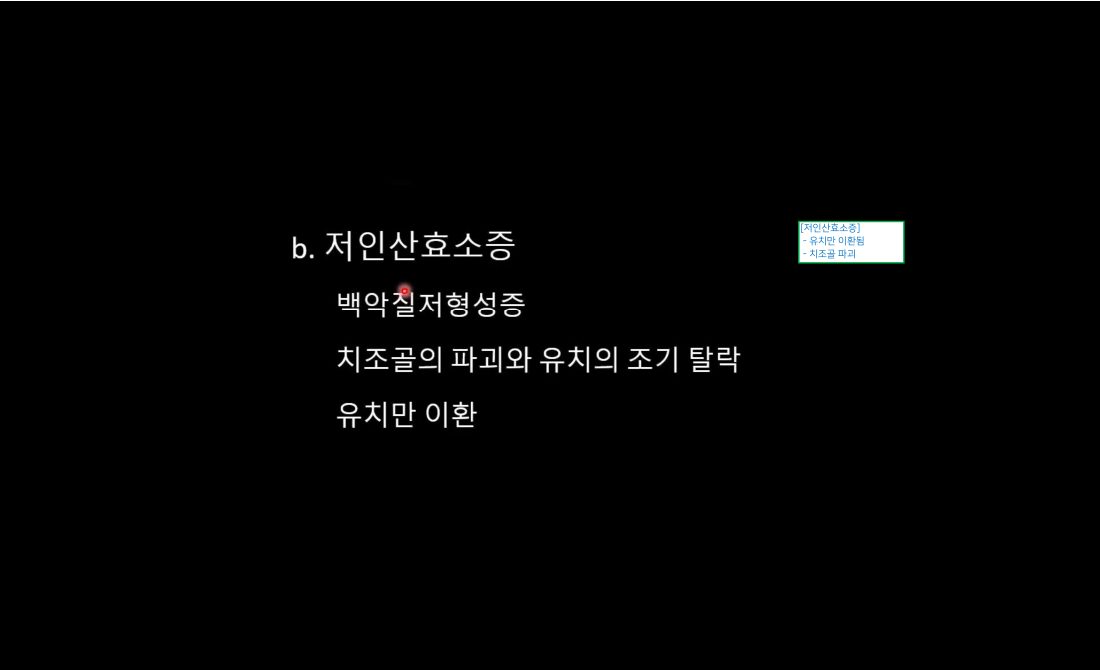 b. 저인산효소증
백악질저형성증
치조골의 파괴와 유치의 조기 탈락
유치만 이환
[저인산효소증]
- 유치만 이환됨
- 치조골 파괴